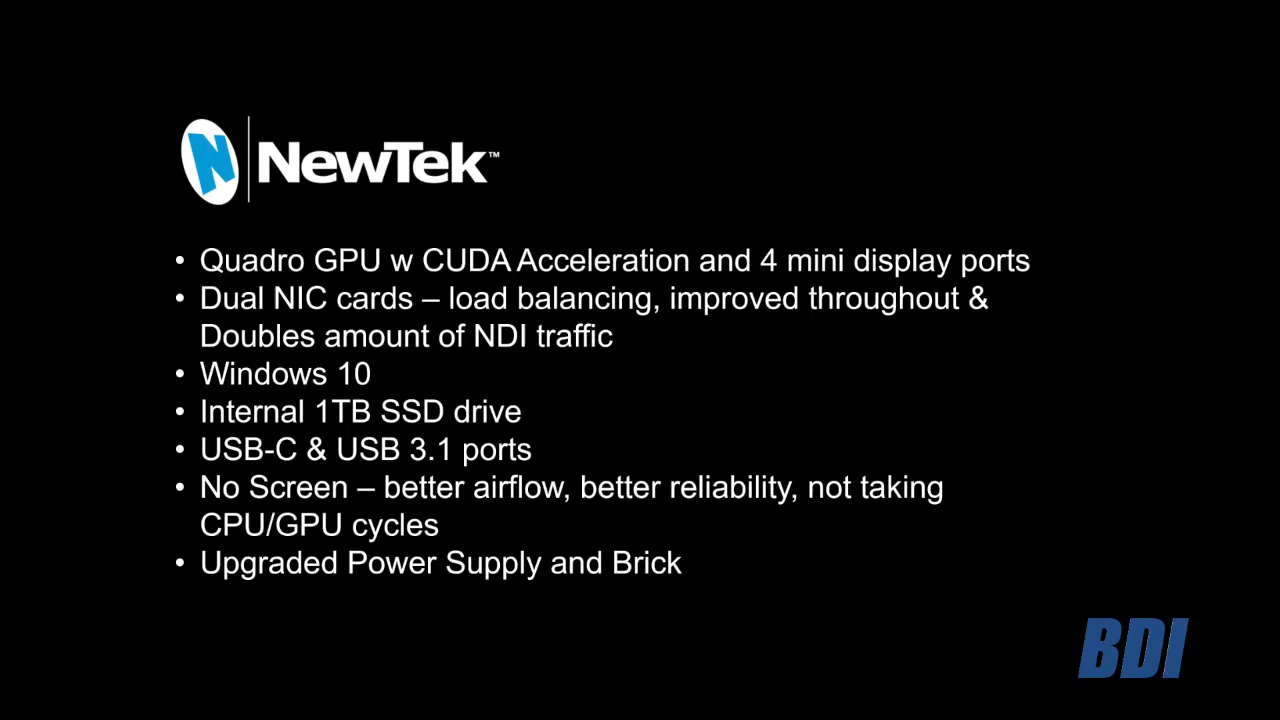 N NewTek™
• Quadro GPU w CUDA Acceleration and 4 mini display ports
• Dual NIC cards – load balancing, improved throughout &
Doubles amount of NDI traffic
• Windows 10
• Internal 1TB SSD drive
• USB-C & USB 3.1 ports
• No Screen – better airflow, better reliability, not taking
CPU/GPU cycles
• Upgraded Power Supply and Brick
BDI